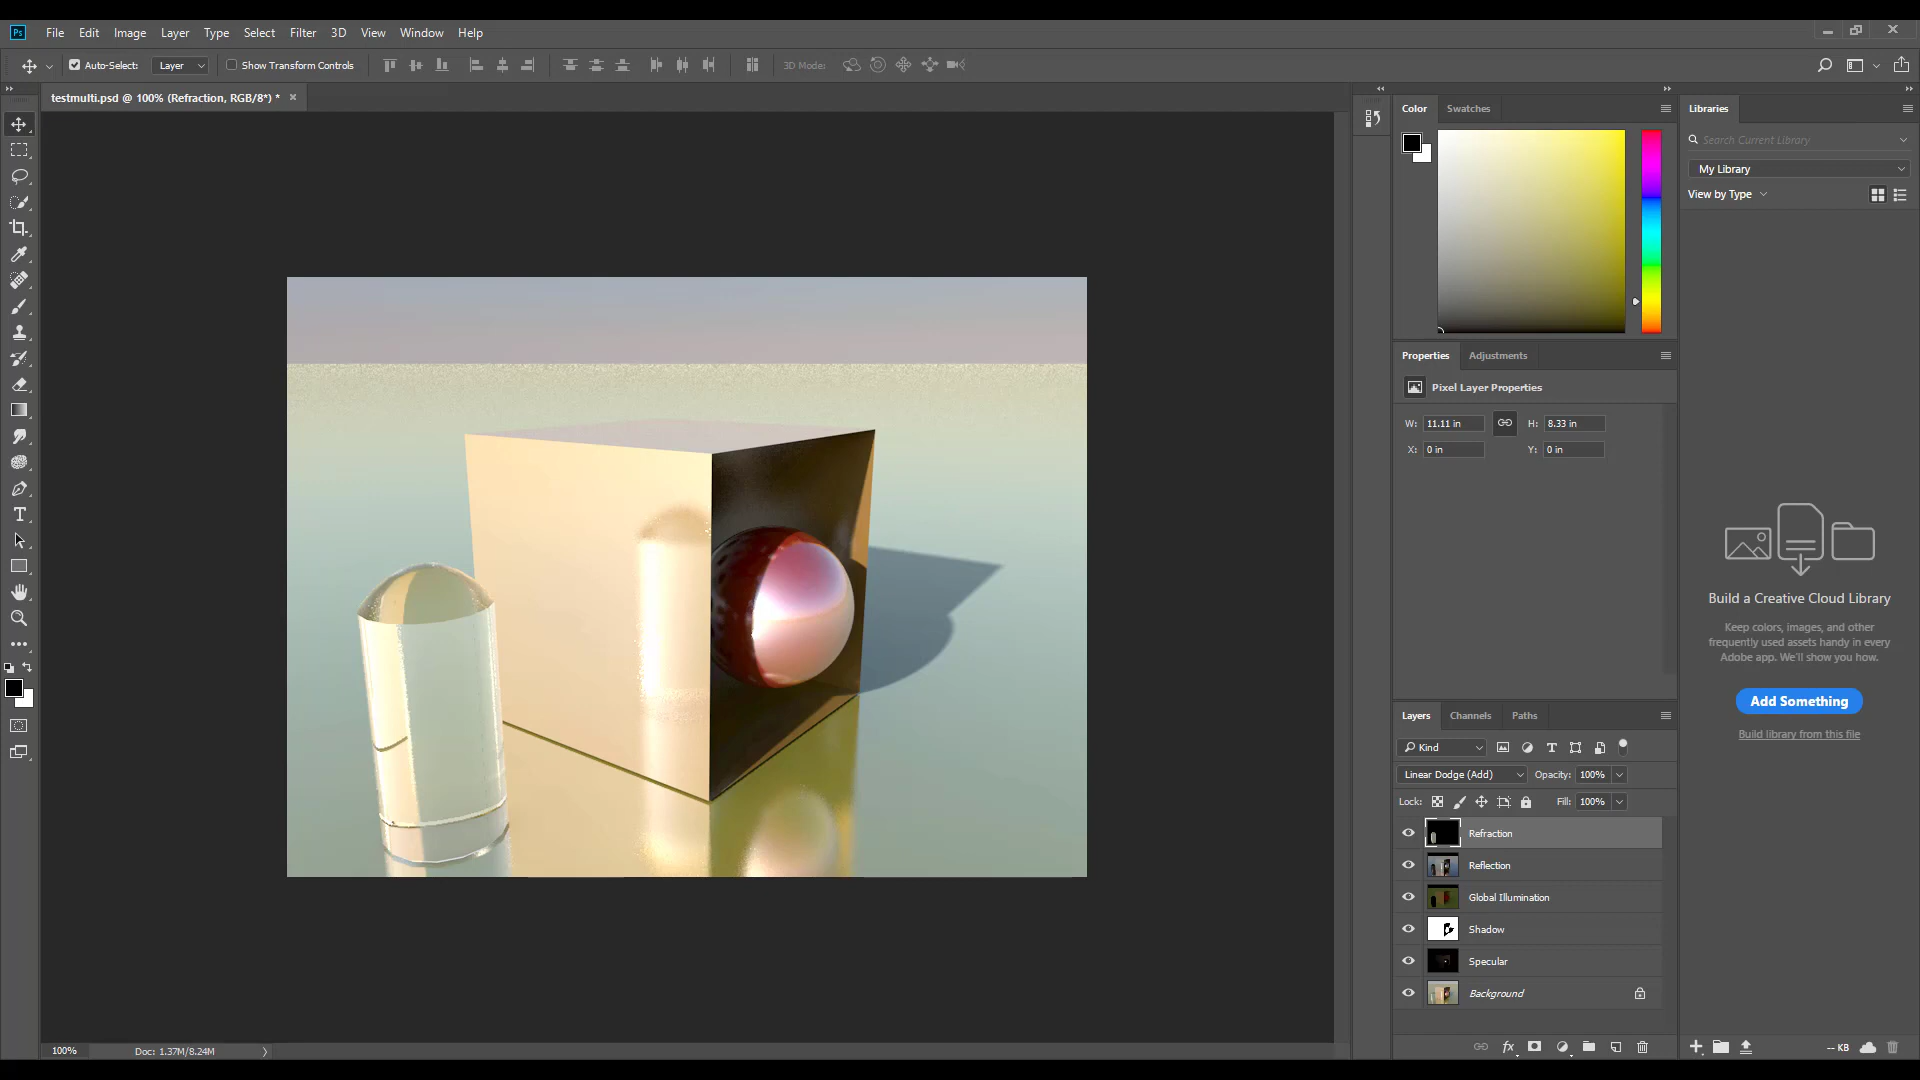 Ps File Edit Image Layer Type Select Filter 3D View Window Help
Auto-Select: Layer Show Transform Controls 3D Mode:
testmulti.psd @ 100% (Refraction, RGB/8*) * ×
Color Swatches
Libraries
Search Current Library
My Library
View by Type
Properties Adjustments
Pixel Layer Properties
W: 11.11 in H: 8.33 in
X: 0 in Y: 0 in
Build a Creative Cloud Library
Keep colors, images, and other
frequently used assets handy in every
Adobe app. We'll show you how.
Add Something
Build library from this file
Layers Channels Paths
Kind
Linear Dodge (Add) Opacity: 100%
Lock: Fill: 100%
Refraction
Reflection
Global Illumination
Shadow
Specular
Background
100% Doc: 1.37M/8.24M
fx
-- KB